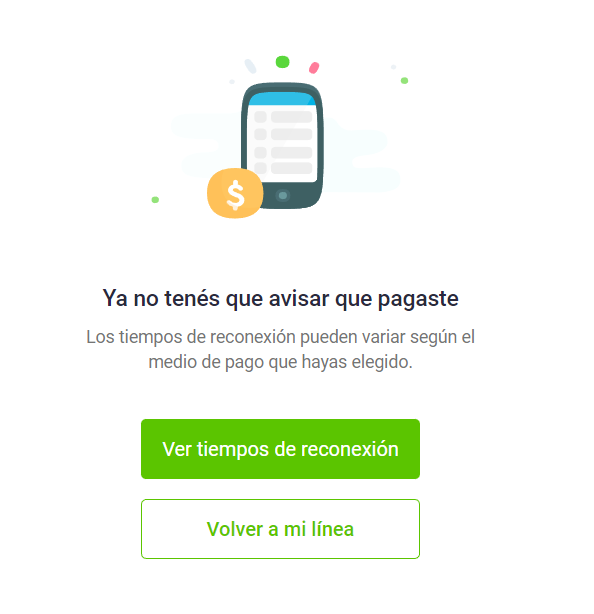 $
Ya no tenés que avisar que pagaste
Los tiempos de reconexión pueden variar según el
medio de pago que hayas elegido.
Ver tiempos de reconexión
Volver a mi línea